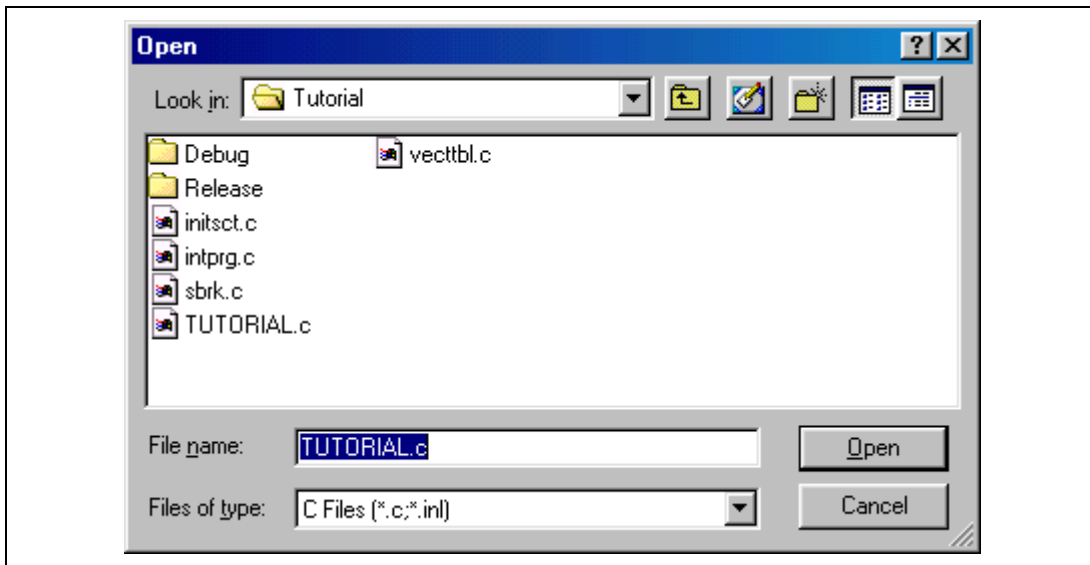 Open
Look in: Tutorial
Debug
Release
initsct.c
intprg.c
sbrk.c
TUTORIAL.c
vecttbl.c
File name: TUTORIAL.c Open
Files of type: C Files (*.c;*.inl) Cancel